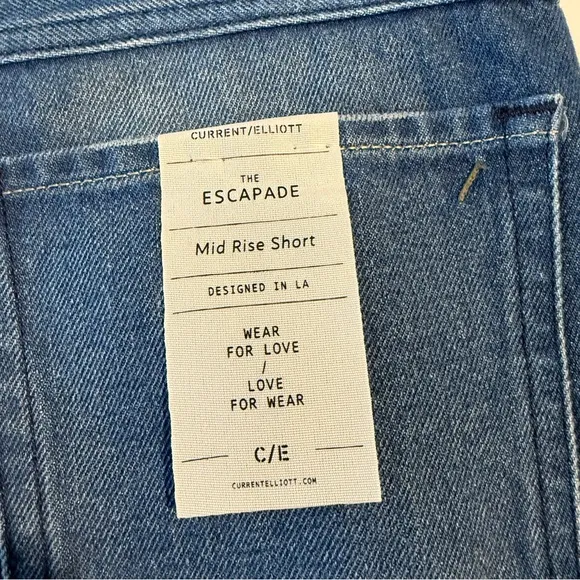 CURRENT/ELLIOTT
THE
ESCAPADE
Mid Rise Short
DESIGNED IN LA
WEAR
FOR LOVE
/
LOVE
FOR WEAR
C/E
CURRENTELLIOTT.COM